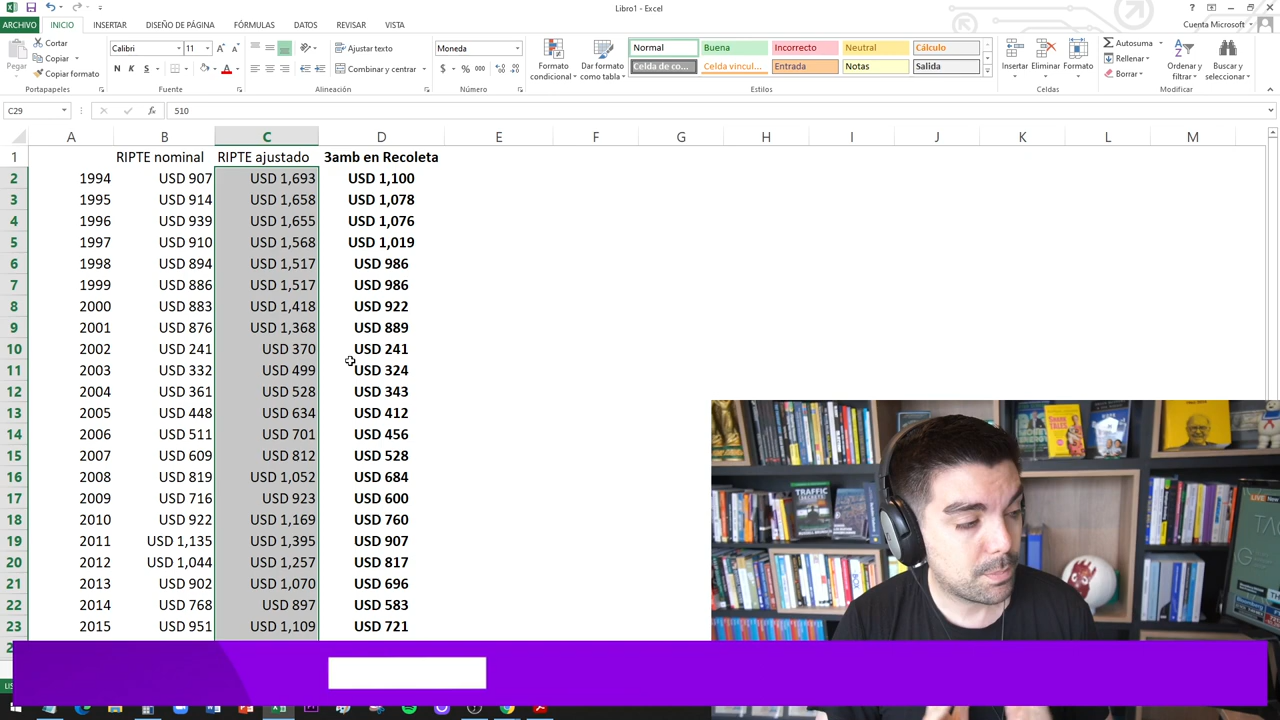 Libro1 - Excel
ARCHIVO INICIO INSERTAR DISEÑO DE PÁGINA FÓRMULAS DATOS REVISAR VISTA
Cuenta Microsoft
Pegar
Cortar
Copiar
Copiar formato
Portapapeles
Calibri 11
N K S
Fuente
Ajustar texto
Combinar y centrar
Alineación
Moneda
$ % 000
Número
Formato condicional
Dar formato como tabla
Normal Buena Incorrecto Neutral Cálculo
Celda de co... Celda vincul... Entrada Notas Salida
Estilos
Insertar Eliminar Formato
Celdas
Autosuma
Rellenar
Borrar
Ordenar y filtrar
Buscar y seleccionar
Modificar
C29 fx 510
A B C D E F G H I J K L M
1 RIPTE nominal RIPTE ajustado 3amb en Recoleta
2 1994 USD 907 USD 1,693 USD 1,100
3 1995 USD 914 USD 1,658 USD 1,078
4 1996 USD 939 USD 1,655 USD 1,076
5 1997 USD 910 USD 1,568 USD 1,019
6 1998 USD 894 USD 1,517 USD 986
7 1999 USD 886 USD 1,517 USD 986
8 2000 USD 883 USD 1,418 USD 922
9 2001 USD 876 USD 1,368 USD 889
10 2002 USD 241 USD 370 USD 241
11 2003 USD 332 USD 499 USD 324
12 2004 USD 361 USD 528 USD 343
13 2005 USD 448 USD 634 USD 412
14 2006 USD 511 USD 701 USD 456
15 2007 USD 609 USD 812 USD 528
16 2008 USD 819 USD 1,052 USD 684
17 2009 USD 716 USD 923 USD 600
18 2010 USD 922 USD 1,169 USD 760
19 2011 USD 1,135 USD 1,395 USD 907
20 2012 USD 1,044 USD 1,257 USD 817
21 2013 USD 902 USD 1,070 USD 696
22 2014 USD 768 USD 897 USD 583
23 2015 USD 951 USD 1,109 USD 721
TRAFFIC
SECRETS
TALES
LIVE